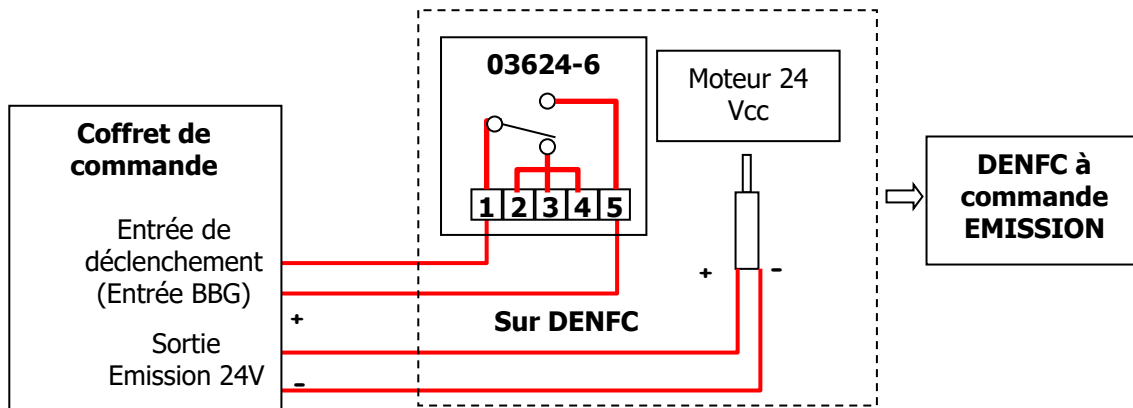 Coffret de
commande
Entrée de
déclenchement
(Entrée BBG)
+
Sortie
Emission 24V
-
03624-6
1 2 3 4 5
Moteur 24
Vcc
+ -
Sur DENFC
DENFC à
commande
EMISSION